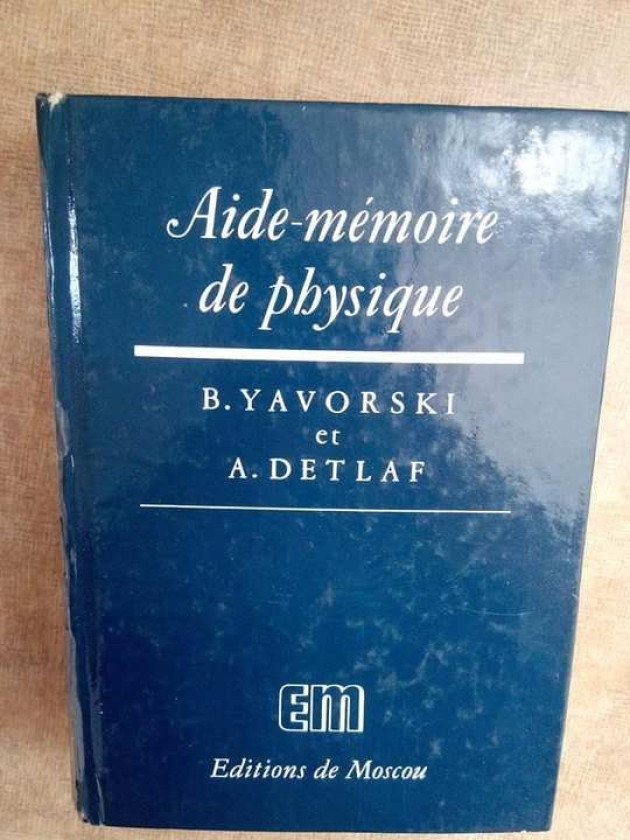 Aide-mémoire
de physique
B. YAVORSKI
et
A. DETLAF
EM
Editions de Moscou